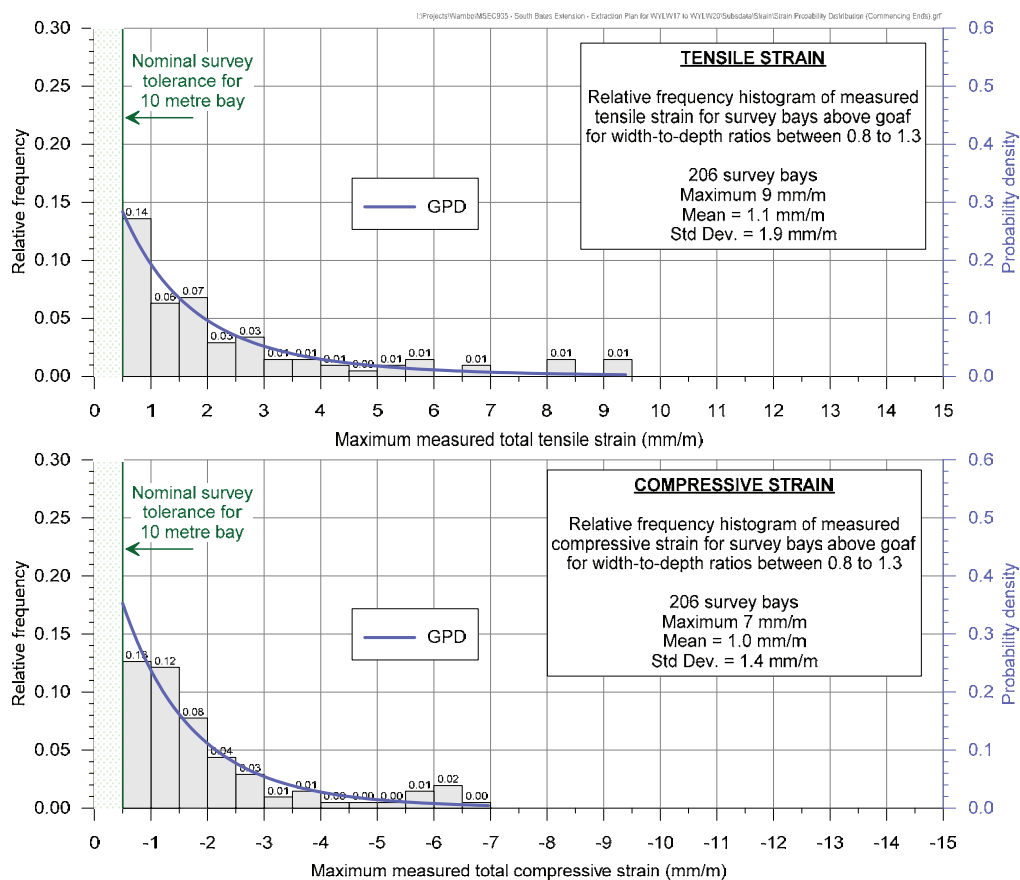 I:\Projects\Wambo\MSEC935 - South Bates Extension - Extraction Plan for WYLW17 to WYLW20\Subsdata\Strain\Strain Probability Distribution (Commencing Ends).grf
0.30
0.25
0.20
0.15
0.10
0.05
0.00
Relative frequency
Nominal survey
tolerance for
10 metre bay
GPD
TENSILE STRAIN
Relative frequency histogram of measured
tensile strain for survey bays above goaf
for width-to-depth ratios between 0.8 to 1.3
206 survey bays
Maximum 9 mm/m
Mean = 1.1 mm/m
Std Dev. = 1.9 mm/m
0.14
0.06
0.07
0.03
0.03
0.01
0.01
0.01
0.00
0.01
0.01
0.01
0.01
0.01
0.6
0.5
0.4
0.3
0.2
0.1
0.0
Probability density
0 1 2 3 4 5 6 7 8 9 10 11 12 13 14 15
Maximum measured total tensile strain (mm/m)
0.30
0.25
0.20
0.15
0.10
0.05
0.00
Relative frequency
Nominal survey
tolerance for
10 metre bay
GPD
COMPRESSIVE STRAIN
Relative frequency histogram of measured
compressive strain for survey bays above goaf
for width-to-depth ratios between 0.8 to 1.3
206 survey bays
Maximum 7 mm/m
Mean = 1.0 mm/m
Std Dev. = 1.4 mm/m
0.13
0.12
0.08
0.04
0.03
0.01
0.01
0.00
0.00
0.00
0.01
0.02
0.00
0.6
0.5
0.4
0.3
0.2
0.1
0.0
Probability density
0 -1 -2 -3 -4 -5 -6 -7 -8 -9 -10 -11 -12 -13 -14 -15
Maximum measured total compressive strain (mm/m)